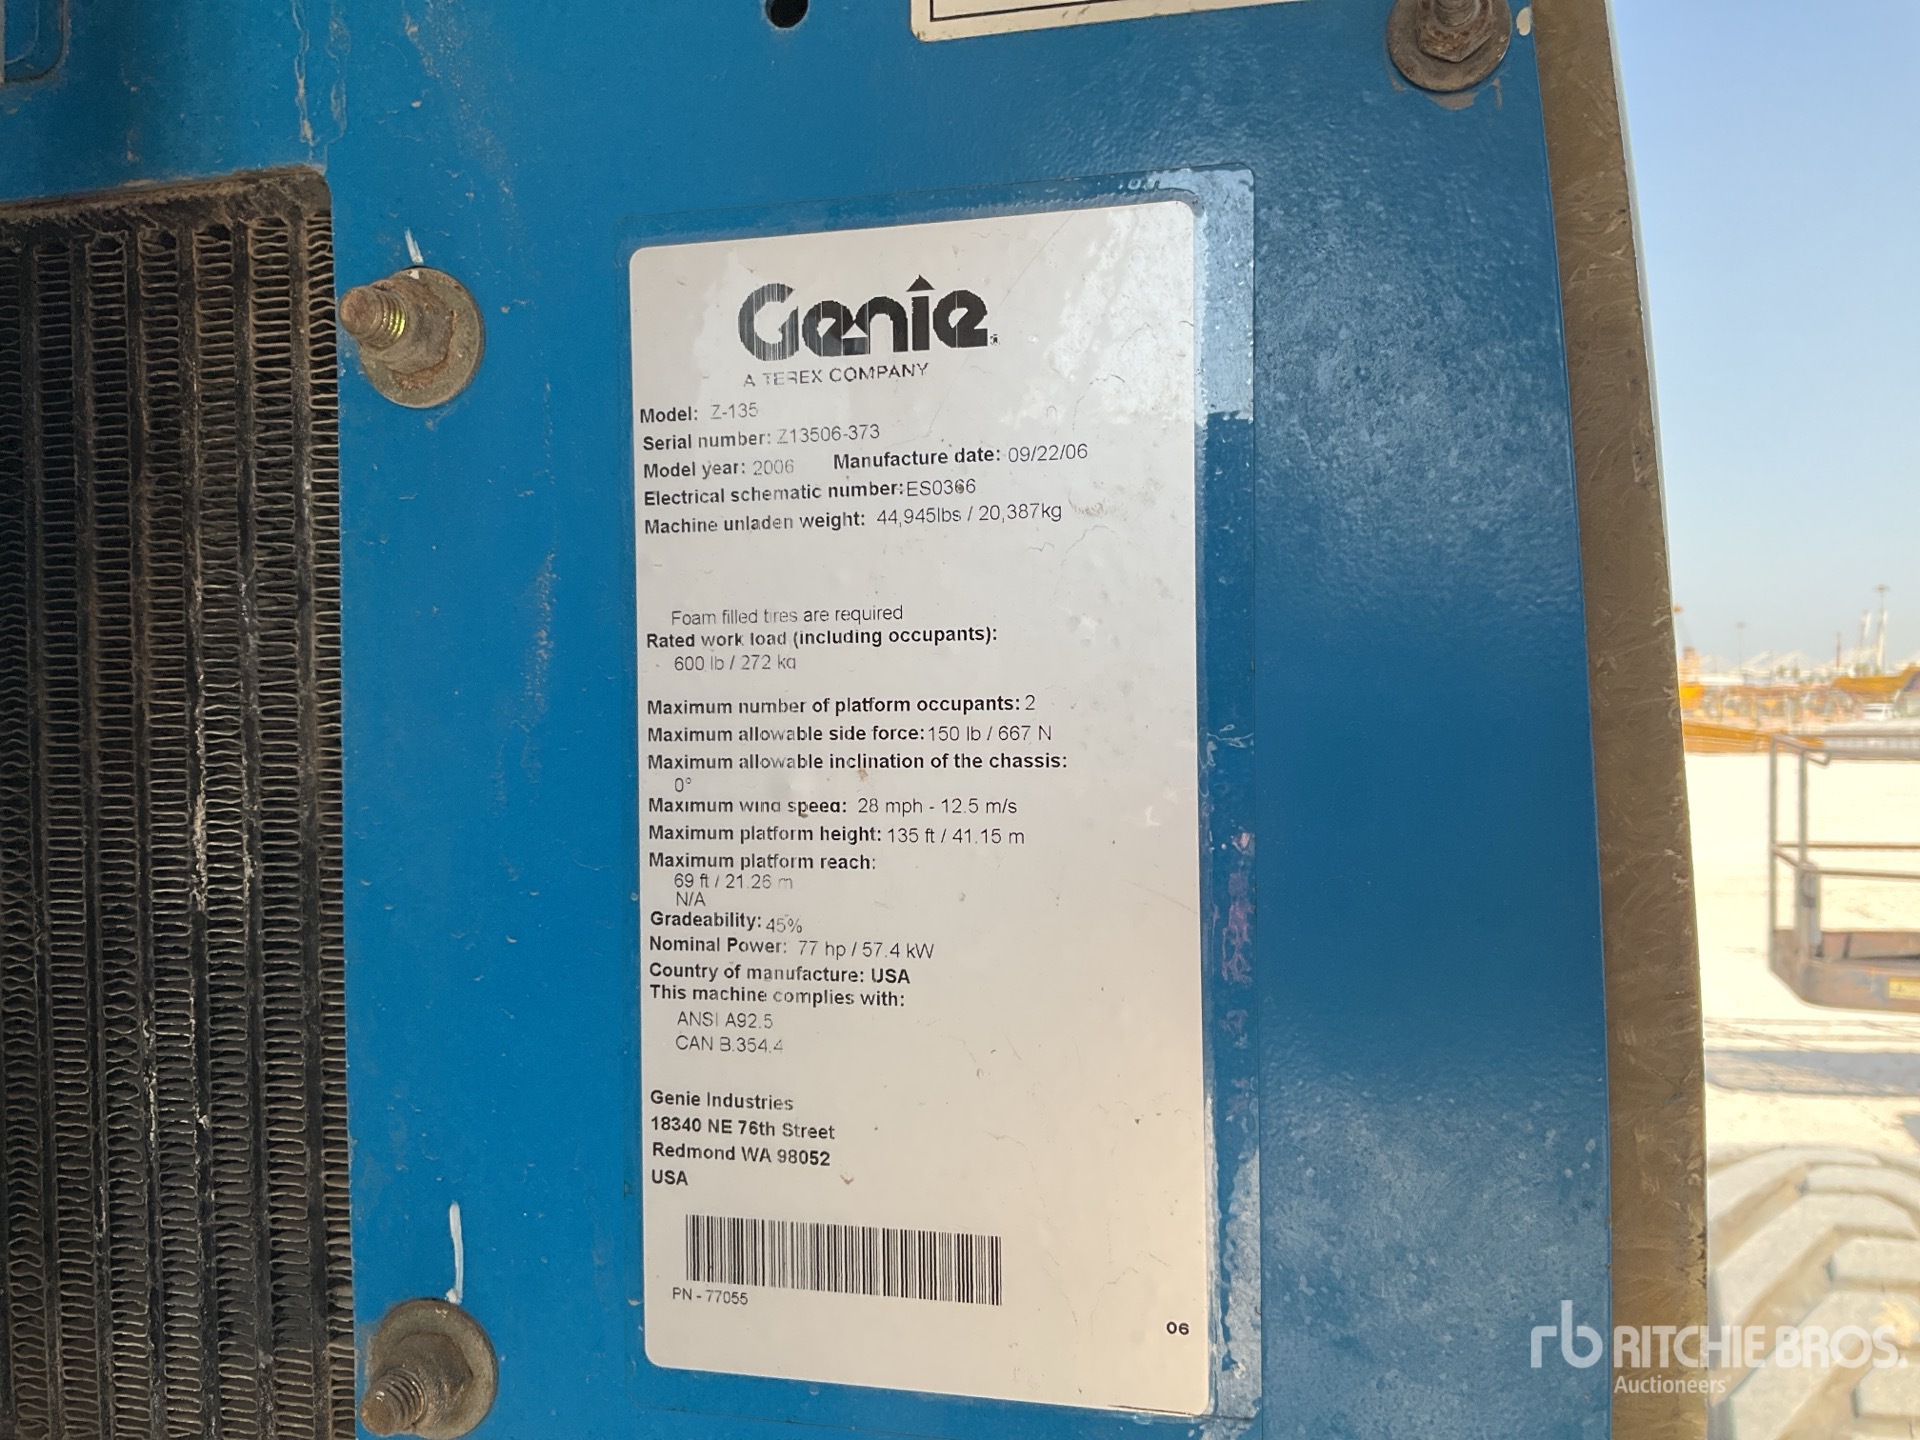 Genie
A TEREX COMPANY
Model: Z-135
Serial number: Z13506-373
Model year: 2006 Manufacture date: 09/22/06
Electrical schematic number: ES0366
Machine unladen weight: 44,945lbs / 20,387kg
Foam filled tires are required
Rated work load (including occupants):
600 lb / 272 kg
Maximum number of platform occupants: 2
Maximum allowable side force: 150 lb / 667 N
Maximum allowable inclination of the chassis:
0°
Maximum wind speed: 28 mph - 12.5 m/s
Maximum platform height: 135 ft / 41.15 m
Maximum platform reach:
69 ft / 21.26 m
N/A
Gradeability: 45%
Nominal Power: 77 hp / 57.4 kW
Country of manufacture: USA
This machine complies with:
ANSI A92.5
CAN B.354.4
Genie Industries
18340 NE 76th Street
Redmond WA 98052
USA
PN - 77055
06
rb RITCHIE BROS.
Auctioneers